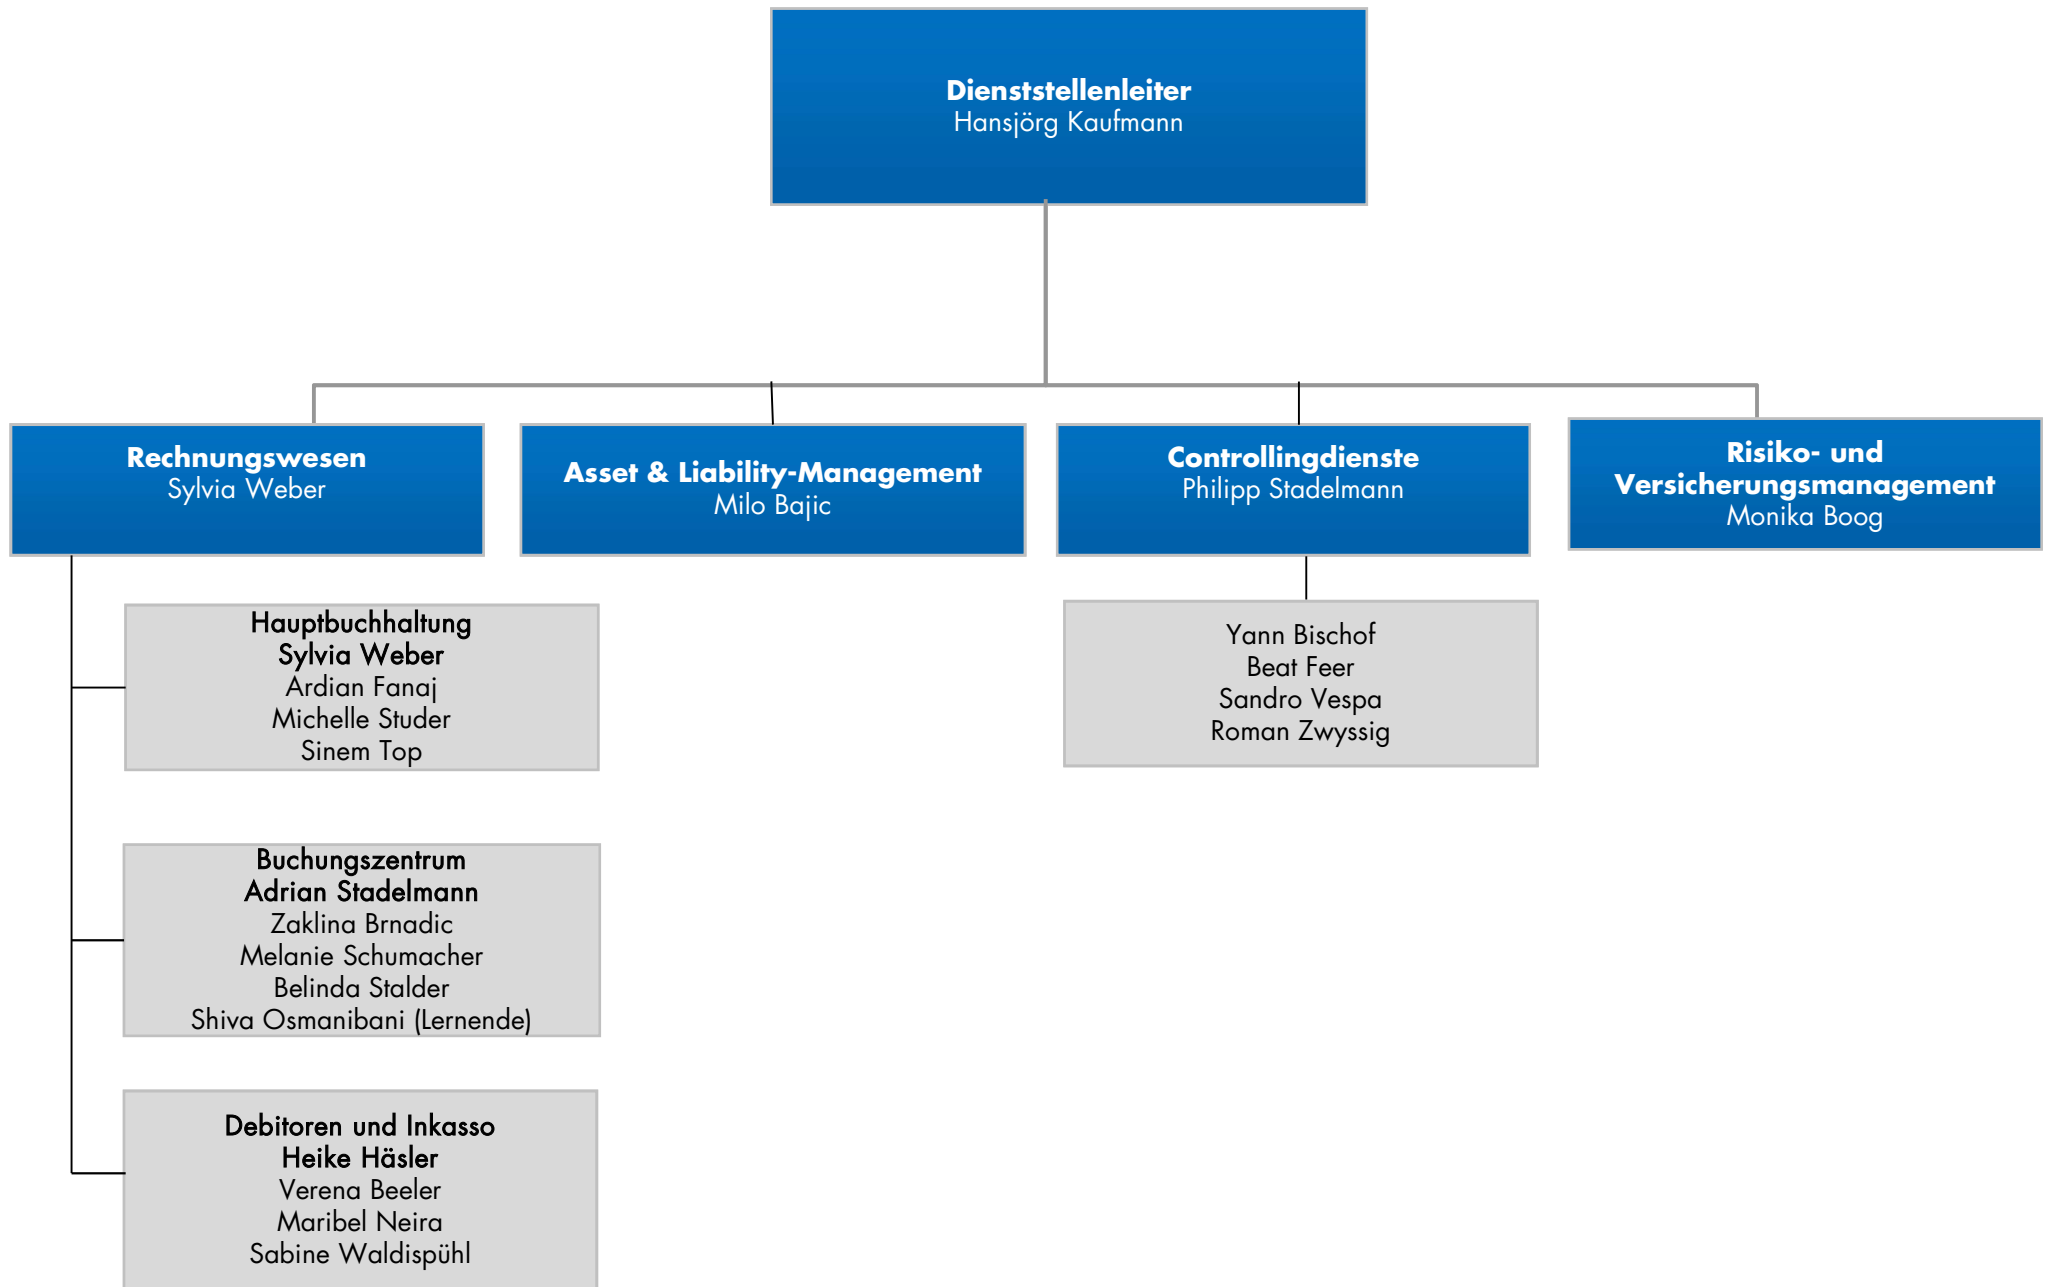 Dienststellenleiter
Hansjörg Kaufmann
Rechnungswesen
Sylvia Weber
Asset & Liability-Management
Milo Bajic
Controllingdienste
Philipp Stadelmann
Risiko- und
Versicherungsmanagement
Monika Boog
Hauptbuchhaltung
Sylvia Weber
Ardian Fanaj
Michelle Studer
Sinem Top
Yann Bischof
Beat Feer
Sandro Vespa
Roman Zwyssig
Buchungszentrum
Adrian Stadelmann
Zaklina Brnadic
Melanie Schumacher
Belinda Stalder
Shiva Osmanibani (Lernende)
Debitoren und Inkasso
Heike Häsler
Verena Beeler
Maribel Neira
Sabine Waldispühl